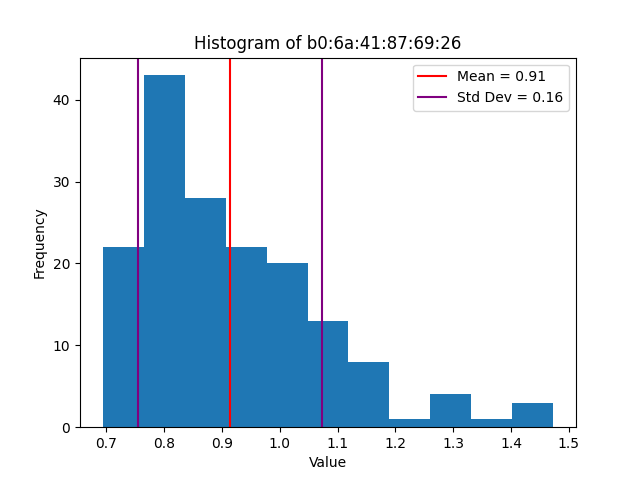 Histogram of b0:6a:41:87:69:26
Mean = 0.91
Std Dev = 0.16
40
30
20
10
0
Frequency
0.7 0.8 0.9 1.0 1.1 1.2 1.3 1.4 1.5
Value